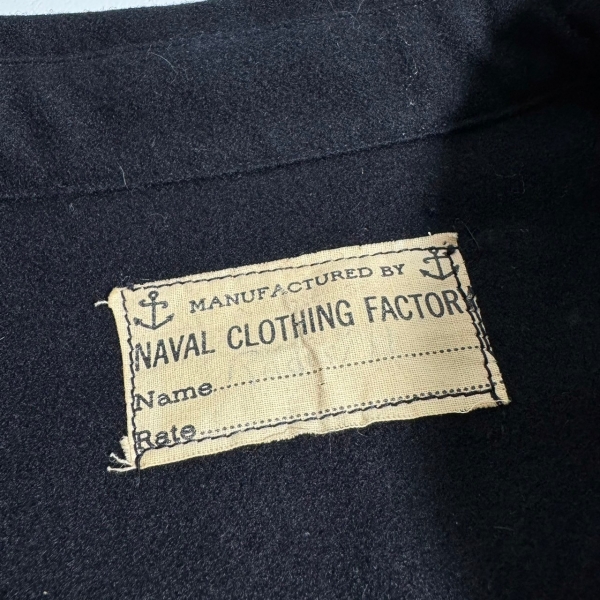 MANUFACTURED BY
NAVAL CLOTHING FACTORY
Name
Rate